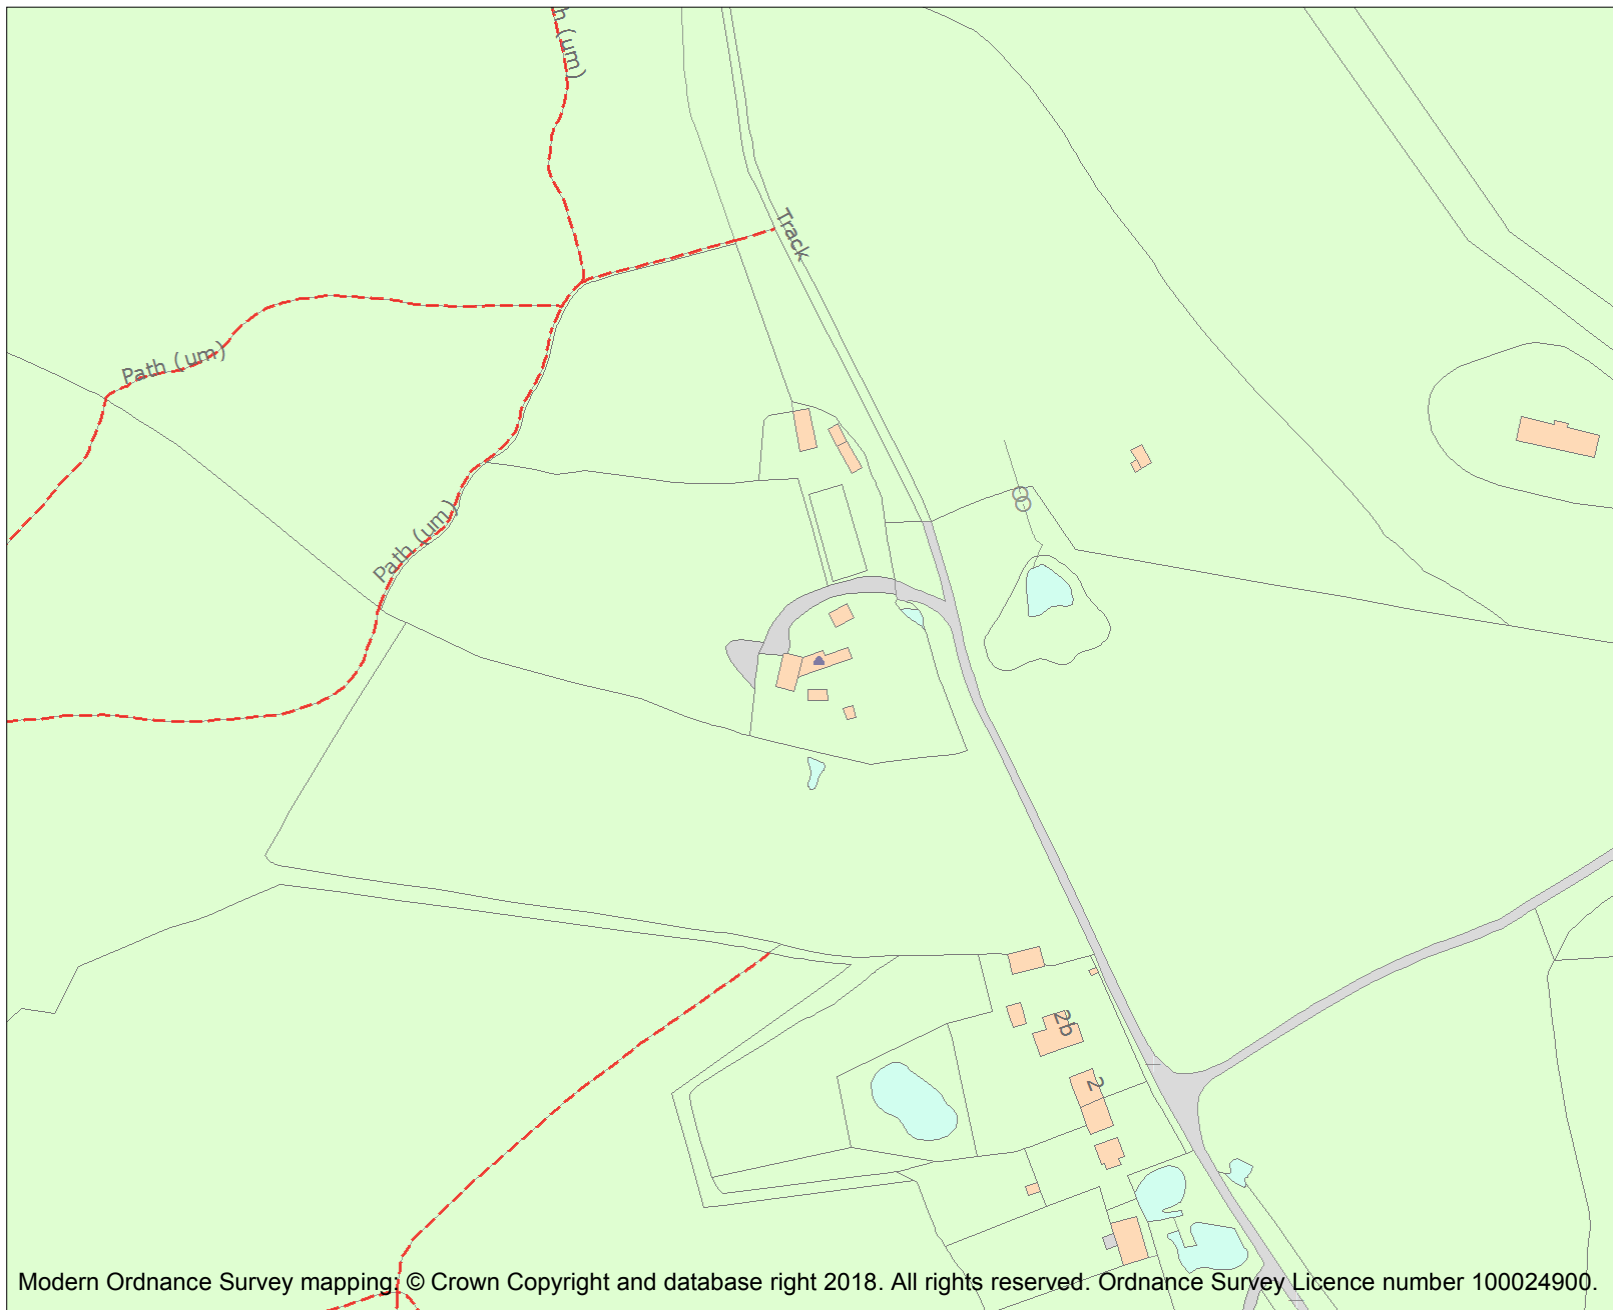 h (um)
Track
Path (um)
Path (um)
2b
2
Modern Ordnance Survey mapping: © Crown Copyright and database right 2018. All rights reserved. Ordnance Survey Licence number 100024900.